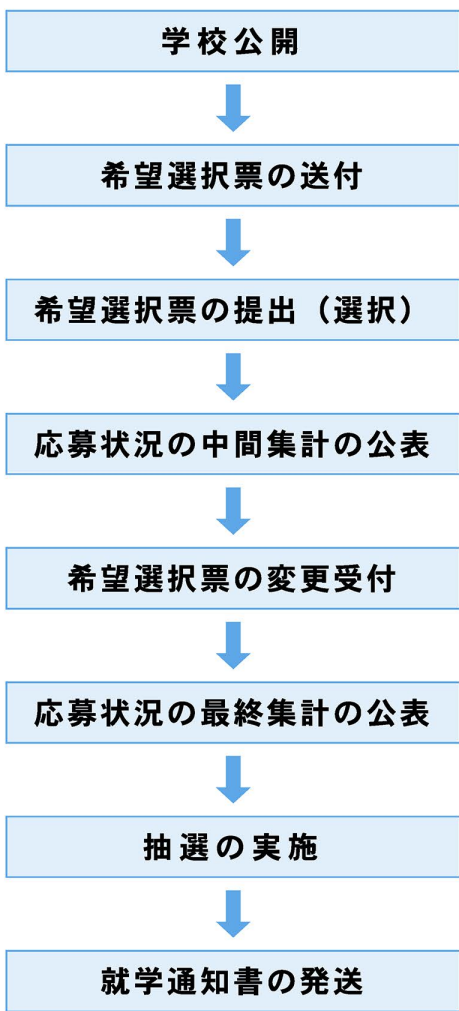 学校公開
希望選択票の送付
希望選択票の提出（選択）
応募状況の中間集計の公表
希望選択票の変更受付
応募状況の最終集計の公表
抽選の実施
就学通知書の発送